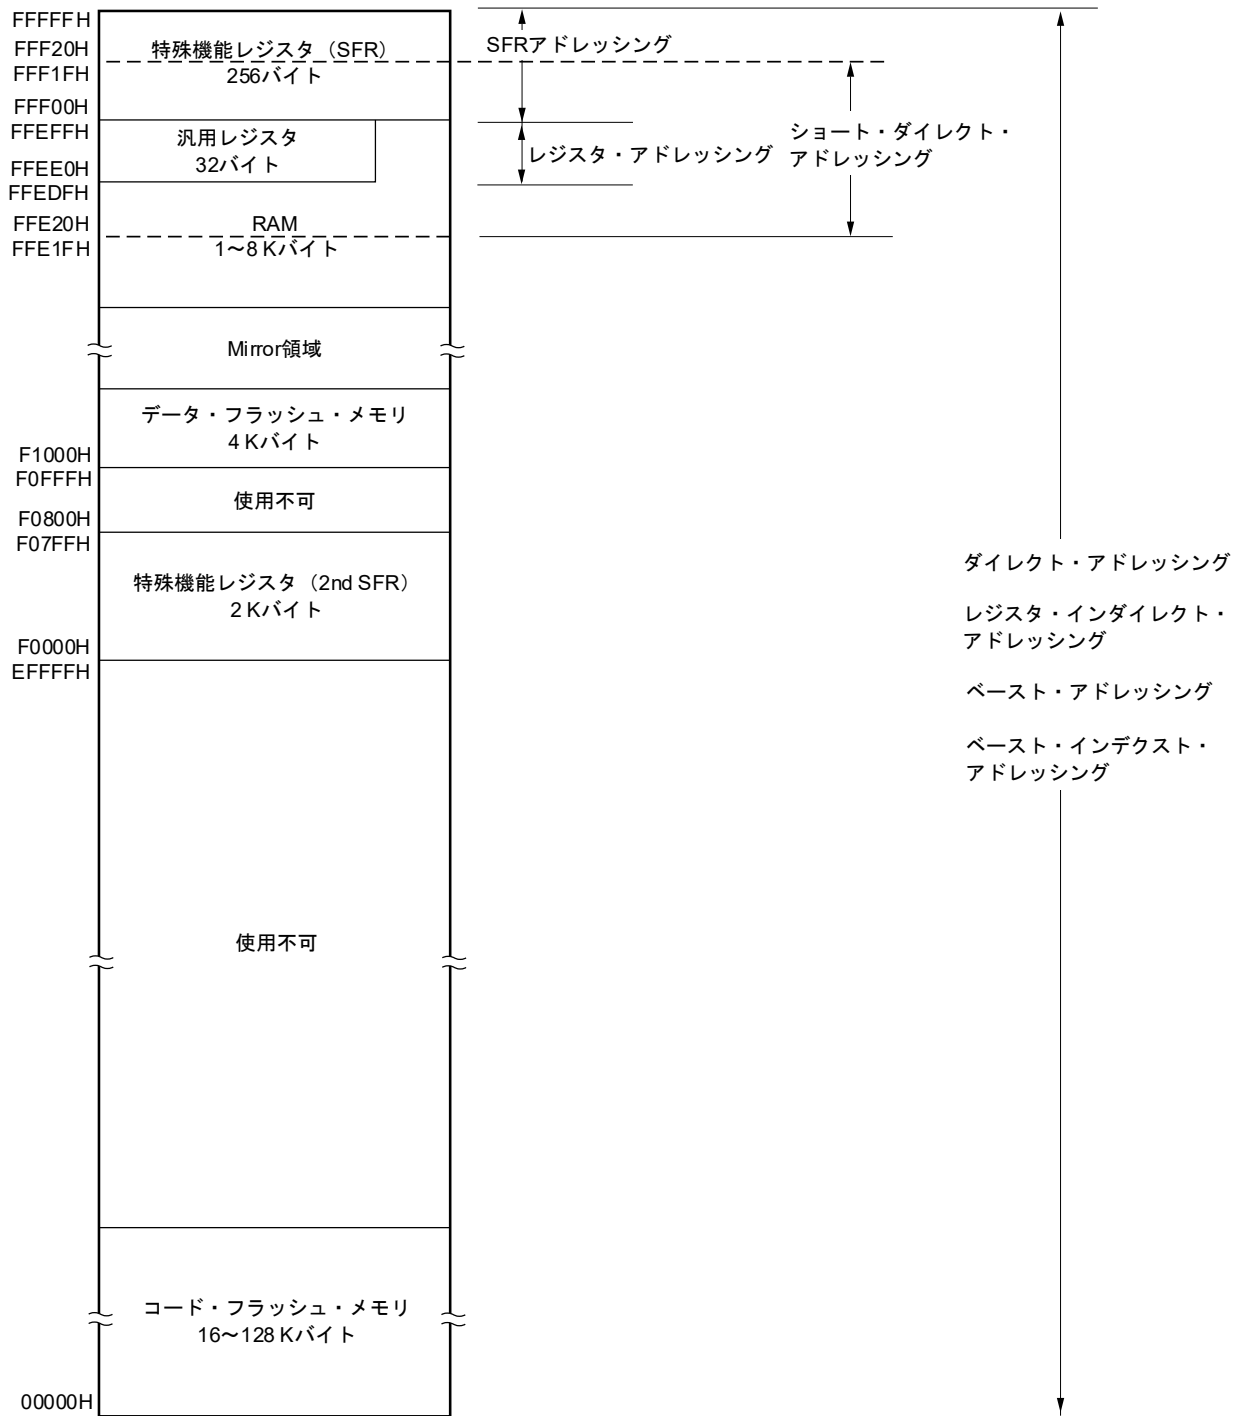 FFFFFH
FFF20H
FFF1FH
FFF00H
FFEFFH
FFEE0H
FFEDFH
FFE20H
FFE1FH
特殊機能レジスタ（SFR）
256バイト
汎用レジスタ
32バイト
RAM
1～8 Kバイト
SFRアドレッシング
レジスタ・アドレッシング
ショート・ダイレクト・
アドレッシング
Mirror領域
データ・フラッシュ・メモリ
4 Kバイト
F1000H
F0FFFH
使用不可
F0800H
F07FFH
特殊機能レジスタ（2nd SFR）
2 Kバイト
F0000H
EFFFFH
ダイレクト・アドレッシング
レジスタ・インダイレクト・
アドレッシング
ベースト・アドレッシング
ベースト・インデクスト・
アドレッシング
使用不可
コード・フラッシュ・メモリ
16～128 Kバイト
00000H